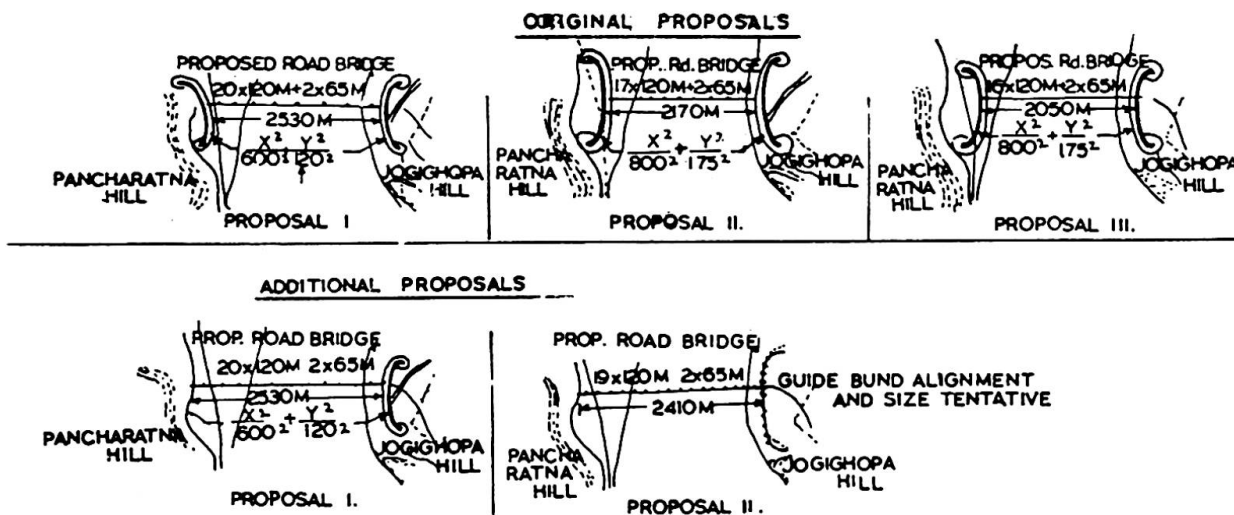 ORIGINAL PROPOSALS
PROPOSED ROAD BRIDGE
20x120M+2x65M
2530M
X² Y²
600² 120²
PANCHARATNA
HILL
JOGIGHOPA
HILL
PROPOSAL I
PROP. Rd. BRIDGE
17x120M+2x65M
2170M
X² + Y²
800² 175²
PANCHA
RATNA
HILL
JOGIGHOPA
HILL
PROPOSAL II.
PROPOS. Rd. BRIDGE
16x120M+2x65M
2050M
X² + Y²
800² 175²
PANCHA
RATNA
HILL
JOGIGHOPA
HILL
PROPOSAL III.
ADDITIONAL PROPOSALS
PROP. ROAD BRIDGE
20x120M 2x65M
2530M
X² + Y²
600² 120²
PANCHARATNA
HILL
JOGIGHOPA
HILL
PROPOSAL I.
PROP. ROAD BRIDGE
19x120M 2x65M
2410M
GUIDE BUND ALIGNMENT
AND SIZE TENTATIVE
PANCHA
RATNA
HILL
JOGIGHOPA
HILL
PROPOSAL II.